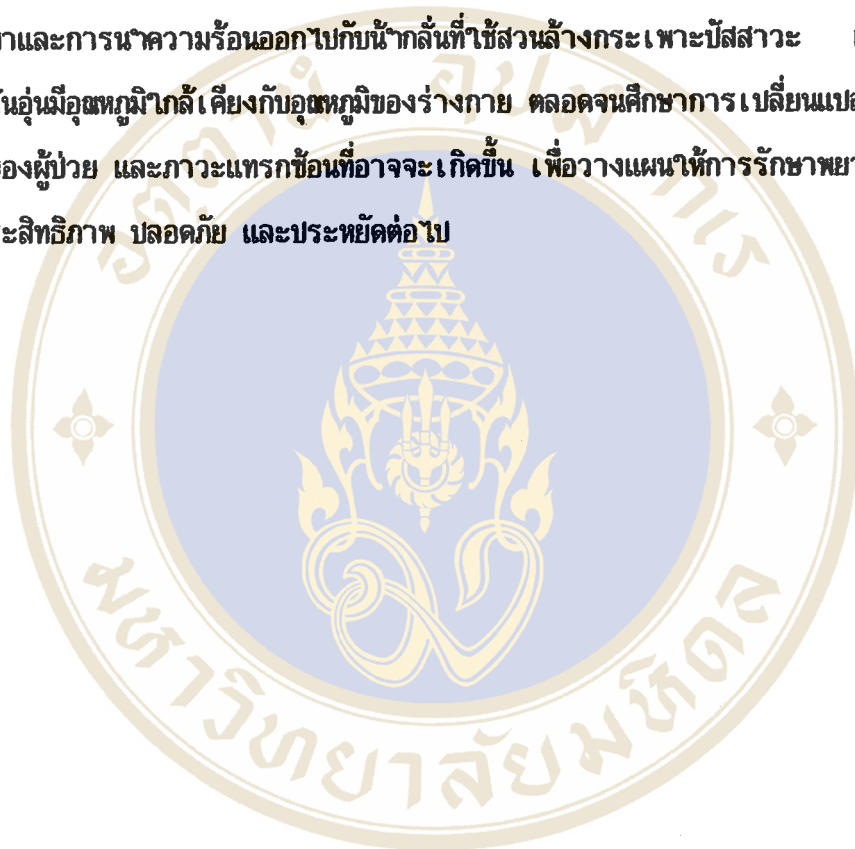 และการนำความร้อนออกไปกับน้ำกลั่นที่ใช้สวนล้างกระเพาะปัสสาวะ
อุ่นมีอุณหภูมิใกล้เคียงกับอุณหภูมิของร่างกาย ตลอดจนศึกษาการเปลี่ยนแปล
ของผู้ป่วย และภาวะแทรกซ้อนที่อาจจะเกิดขึ้น เพื่อวางแผนให้การรักษาพยา
ะสิทธิภาพ ปลอดภัย และประหยัดต่อไป
อตฺตานํ อุปมํ กเร
มหาวิทยาลัยมหิดล